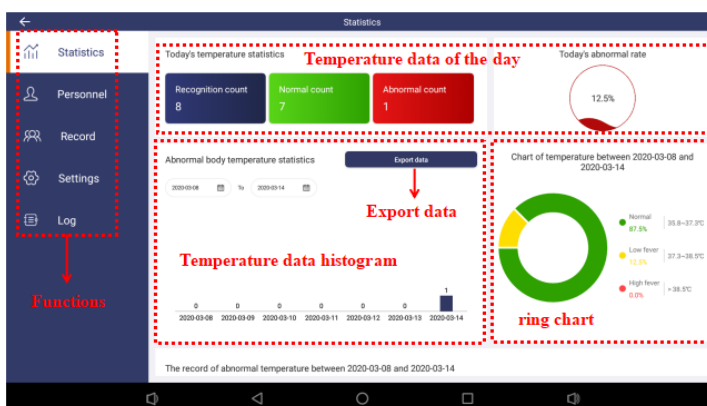 Statistics
Statistics
Personnel
Record
Settings
Log
Functions
Today's temperature statistics
Temperature data of the day
Today's abnormal rate
Recognition count
8
Normal count
7
Abnormal count
1
12.5%
Abnormal body temperature statistics
Export data
2020-03-08
To
2020-03-14
Export data
Temperature data histogram
0
0
0
0
0
0
1
2020-03-08 2020-03-09 2020-03-10 2020-03-11 2020-03-12 2020-03-13 2020-03-14
Chart of temperature between 2020-03-08 and
2020-03-14
Normal
87.5%
35.8~37.3℃
Low fever
12.5%
37.3~38.5℃
High fever
0.0%
>38.5℃
ring chart
The record of abnormal temperature between 2020-03-08 and 2020-03-14